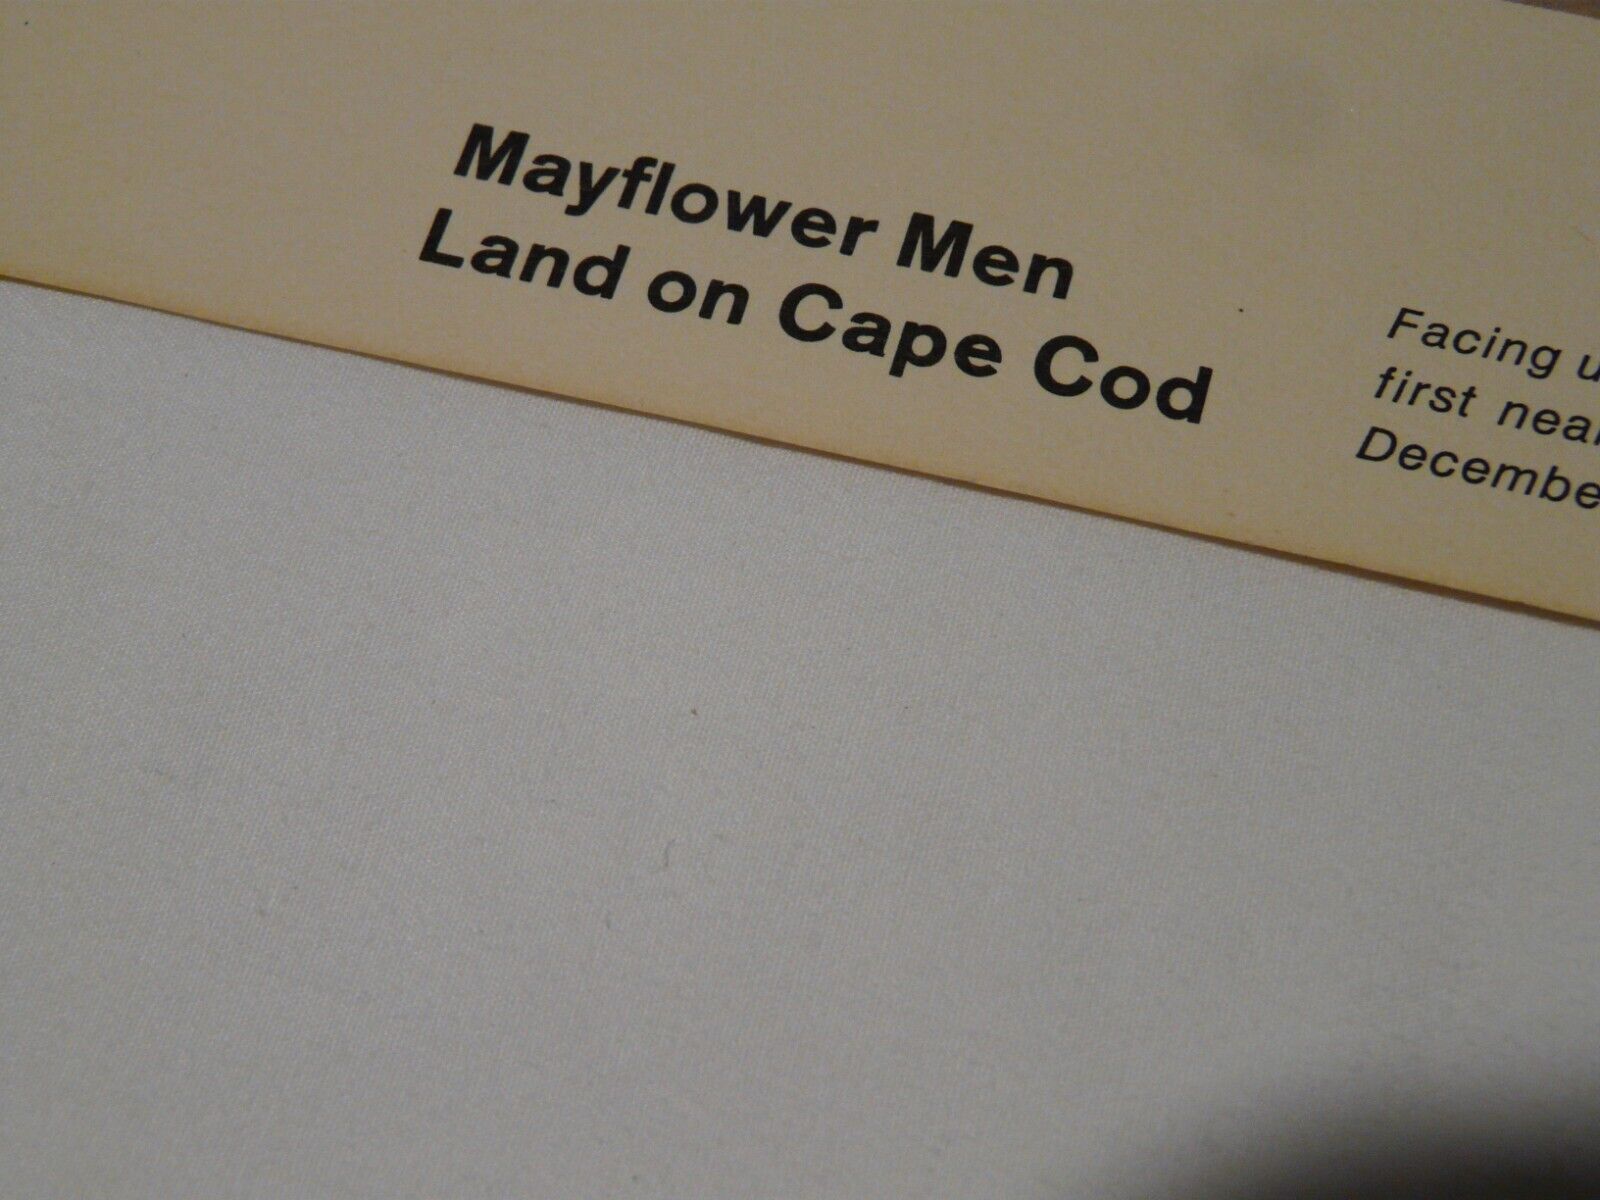 Mayflower Men
Land on Cape Cod
Facing
first